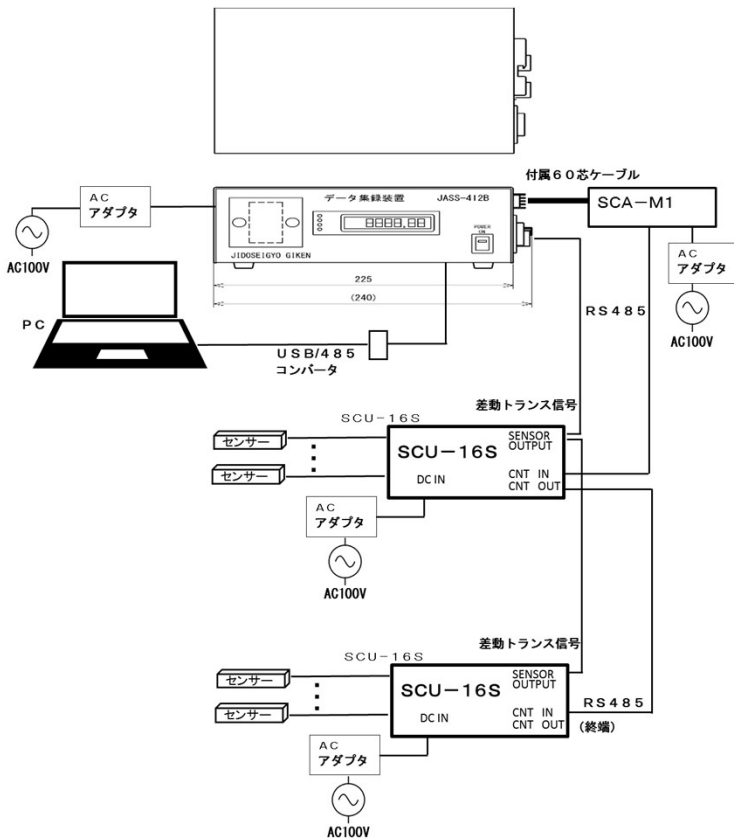 付属６０芯ケーブル
ＡＣ
アダプタ
AC100V
データ集録装置 JASS-412B
8888.88
POWER
ON
JIDOSEIGYO GIKEN
SCA-M1
ＡＣ
アダプタ
AC100V
225
(240)
ＰＣ
ＵＳＢ/４８５
コンバータ
ＲＳ４８５
差動トランス信号
ＳＣＵ-１６Ｓ
センサー
センサー
SCU-16S
SENSOR
OUTPUT
DC IN
CNT IN
CNT OUT
ＡＣ
アダプタ
AC100V
差動トランス信号
ＳＣＵ-１６Ｓ
センサー
センサー
SCU-16S
SENSOR
OUTPUT
DC IN
CNT IN
CNT OUT
ＲＳ４８５
(終端)
ＡＣ
アダプタ
AC100V